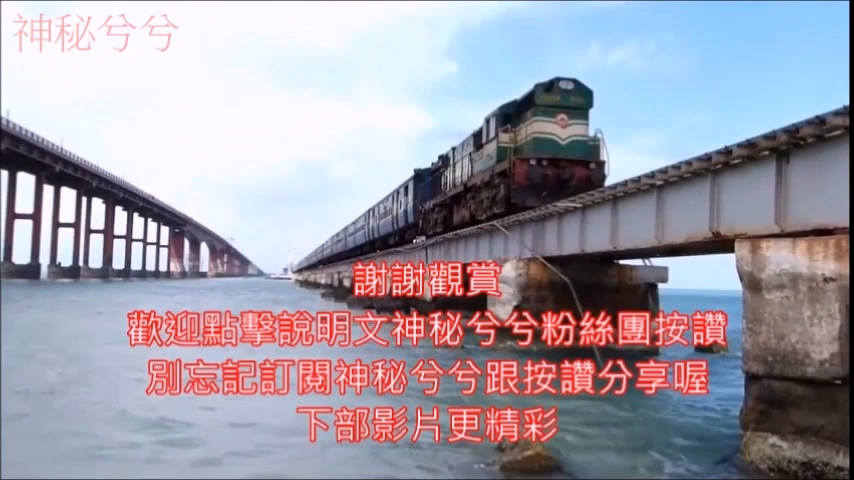 神秘兮兮
謝謝觀賞
歡迎點擊說明文神秘兮兮粉絲團按讚
別忘記訂閱神秘兮兮跟按讚分享喔
下部影片更精彩